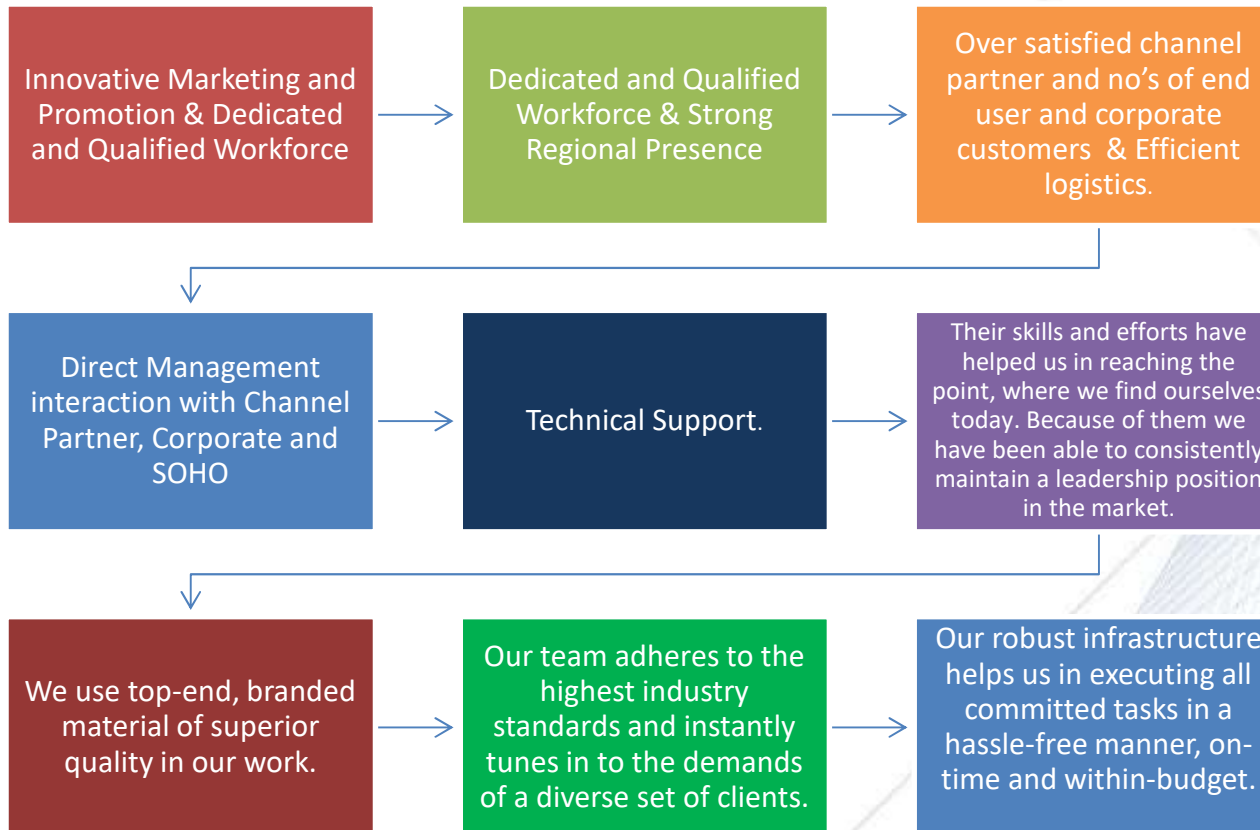 Innovative Marketing and
Promotion & Dedicated
and Qualified Workforce
Dedicated and Qualified
Workforce & Strong
Regional Presence
Over satisfied channel
partner and no's of end
user and corporate
customers & Efficient
logistics.
Direct Management
interaction with Channel
Partner, Corporate and
SOHO
Technical Support.
Their skills and efforts have
helped us in reaching the
point, where we find ourselves
today. Because of them we
have been able to consistently
maintain a leadership position
in the market.
We use top-end, branded
material of superior
quality in our work.
Our team adheres to the
highest industry
standards and instantly
tunes in to the demands
of a diverse set of clients.
Our robust infrastructure
helps us in executing all
committed tasks in a
hassle-free manner, on-
time and within-budget.